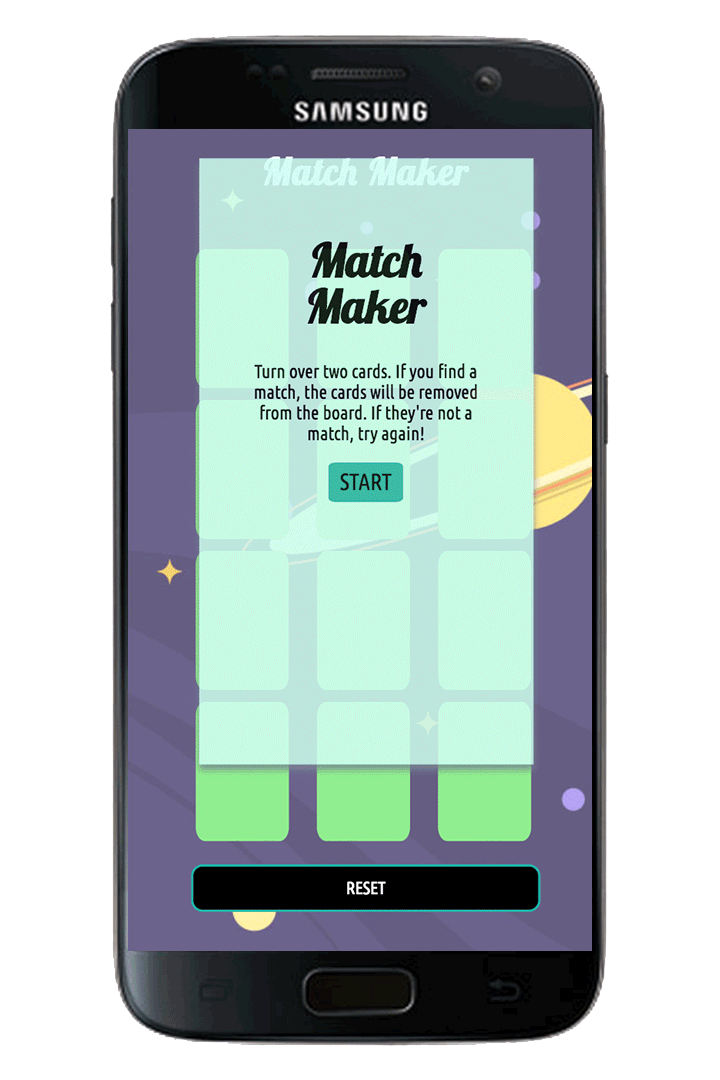 SAMSUNG
Match Maker
Match
Maker
Turn over two cards. If you find a
match, the cards will be removed
from the board. If they're not a
match, try again!
START
RESET